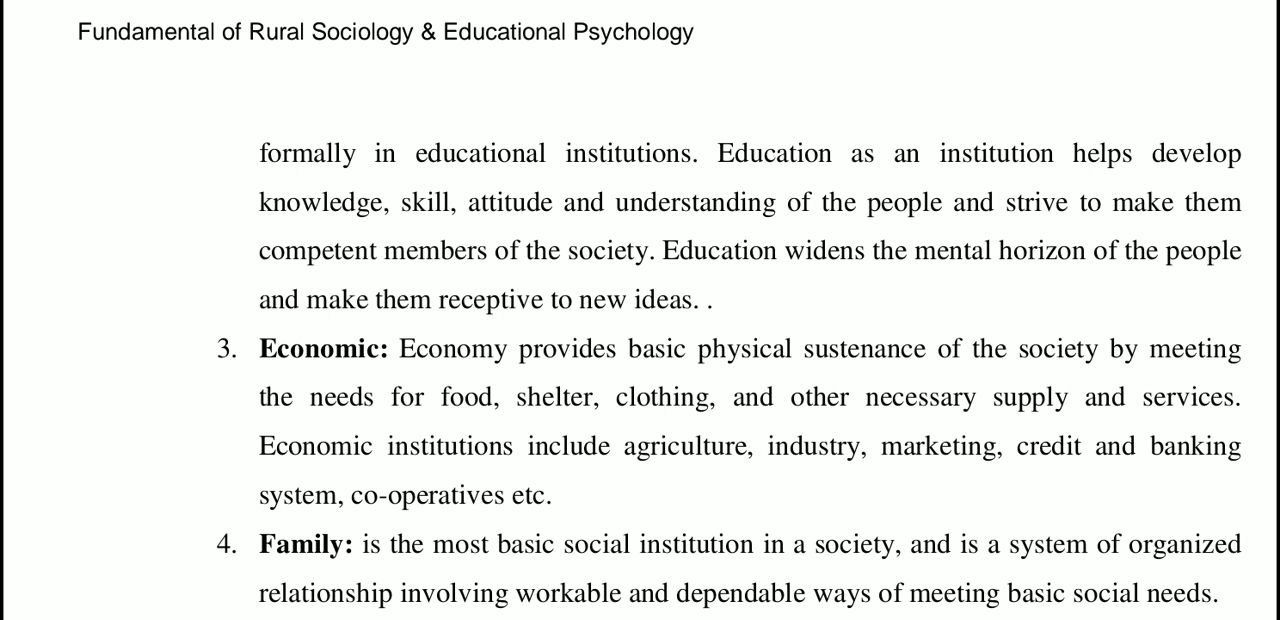 Fundamental of Rural Sociology & Educational Psychology
formally in educational institutions. Education as an institution helps develop
knowledge, skill, attitude and understanding of the people and strive to make them
competent members of the society. Education widens the mental horizon of the people
and make them receptive to new ideas. .
3. Economic: Economy provides basic physical sustenance of the society by meeting
the needs for food, shelter, clothing, and other necessary supply and services.
Economic institutions include agriculture, industry, marketing, credit and banking
system, co-operatives etc.
4. Family: is the most basic social institution in a society, and is a system of organized
relationship involving workable and dependable ways of meeting basic social needs.